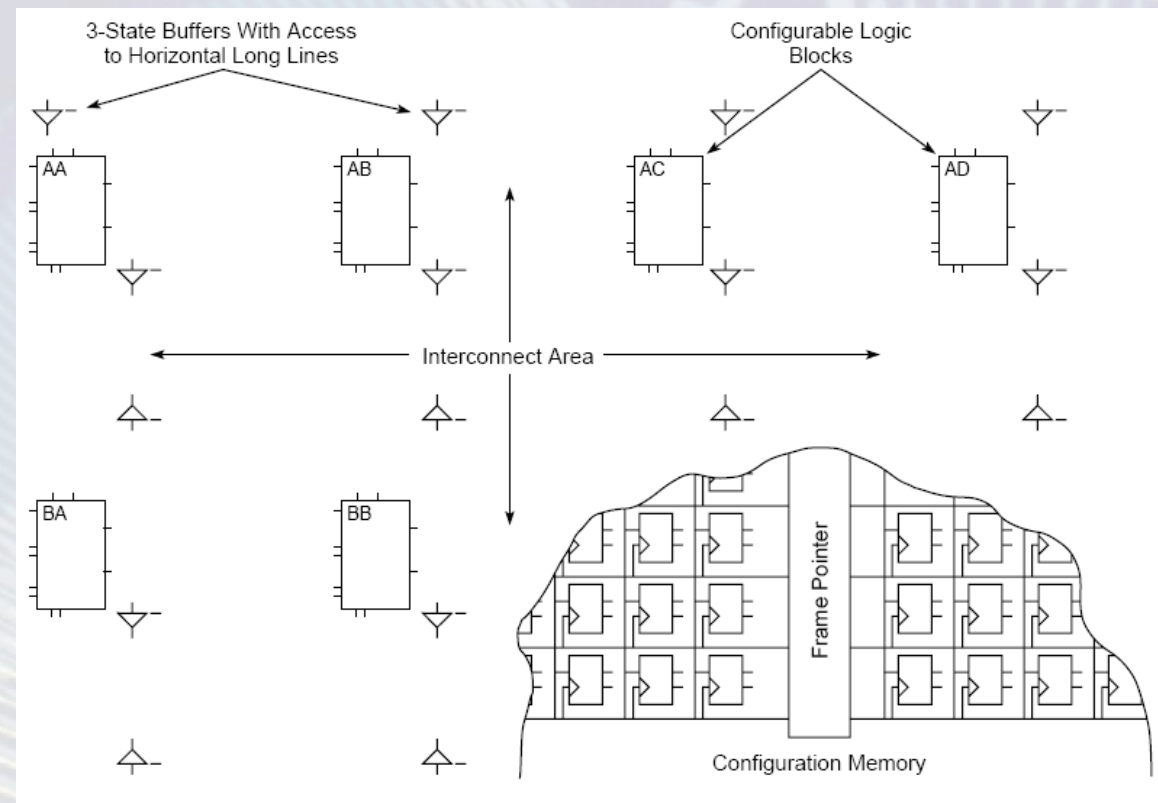 3-State Buffers With Access
to Horizontal Long Lines
Configurable Logic
Blocks
AA
AB
AC
AD
Interconnect Area
BA
BB
Frame Pointer
Configuration Memory